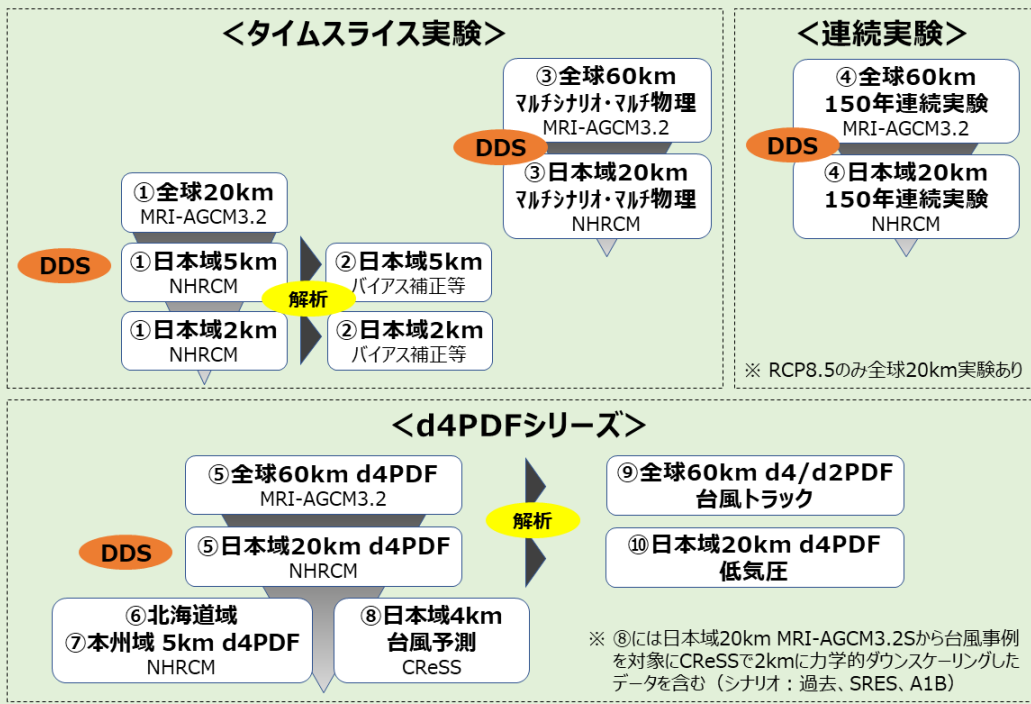 ＜タイムスライス実験＞
①全球20km
MRI-AGCM3.2
DDS
①日本域5km
NHRCM
①日本域2km
NHRCM
解析
②日本域5km
バイアス補正等
②日本域2km
バイアス補正等
③全球60km
ﾏﾙﾁｼﾅﾘｵ・ﾏﾙﾁ物理
MRI-AGCM3.2
DDS
③日本域20km
ﾏﾙﾁｼﾅﾘｵ・ﾏﾙﾁ物理
NHRCM
＜連続実験＞
④全球60km
150年連続実験
MRI-AGCM3.2
DDS
④日本域20km
150年連続実験
NHRCM
※ RCP8.5のみ全球20km実験あり
＜d4PDFシリーズ＞
⑤全球60km d4PDF
MRI-AGCM3.2
DDS
⑤日本域20km d4PDF
NHRCM
⑥北海道域
⑦本州域 5km d4PDF
NHRCM
⑧日本域4km
台風予測
CReSS
解析
⑨全球60km d4/d2PDF
台風トラック
⑩日本域20km d4PDF
低気圧
※ ⑧には日本域20km MRI-AGCM3.2Sから台風事例
を対象にCReSSで2kmに力学的ダウンスケーリングした
データを含む（シナリオ：過去、SRES、A1B）